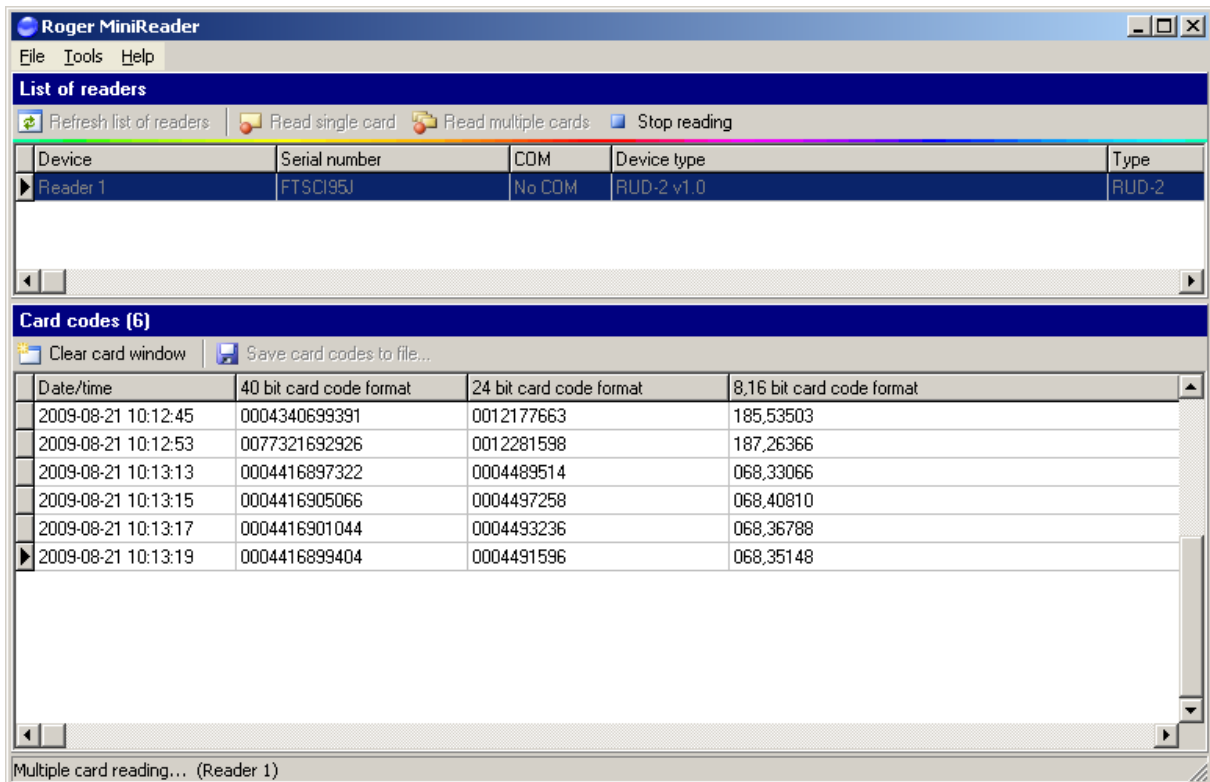 Roger MiniReader
File Tools Help
List of readers
Refresh list of readers Read single card Read multiple cards Stop reading
Device Serial number COM Device type Type
Reader 1 FTSCI95J No COM RUD-2 v1.0 RUD-2
Card codes (6)
Clear card window Save card codes to file...
Date/time 40 bit card code format 24 bit card code format 8,16 bit card code format
2009-08-21 10:12:45 0004340699391 0012177663 185,53503
2009-08-21 10:12:53 0077321692926 0012281598 187,26366
2009-08-21 10:13:13 0004416897322 0004489514 068,33066
2009-08-21 10:13:15 0004416905066 0004497258 068,40810
2009-08-21 10:13:17 0004416901044 0004493236 068,36788
2009-08-21 10:13:19 0004416899404 0004491596 068,35148
Multiple card reading... (Reader 1)